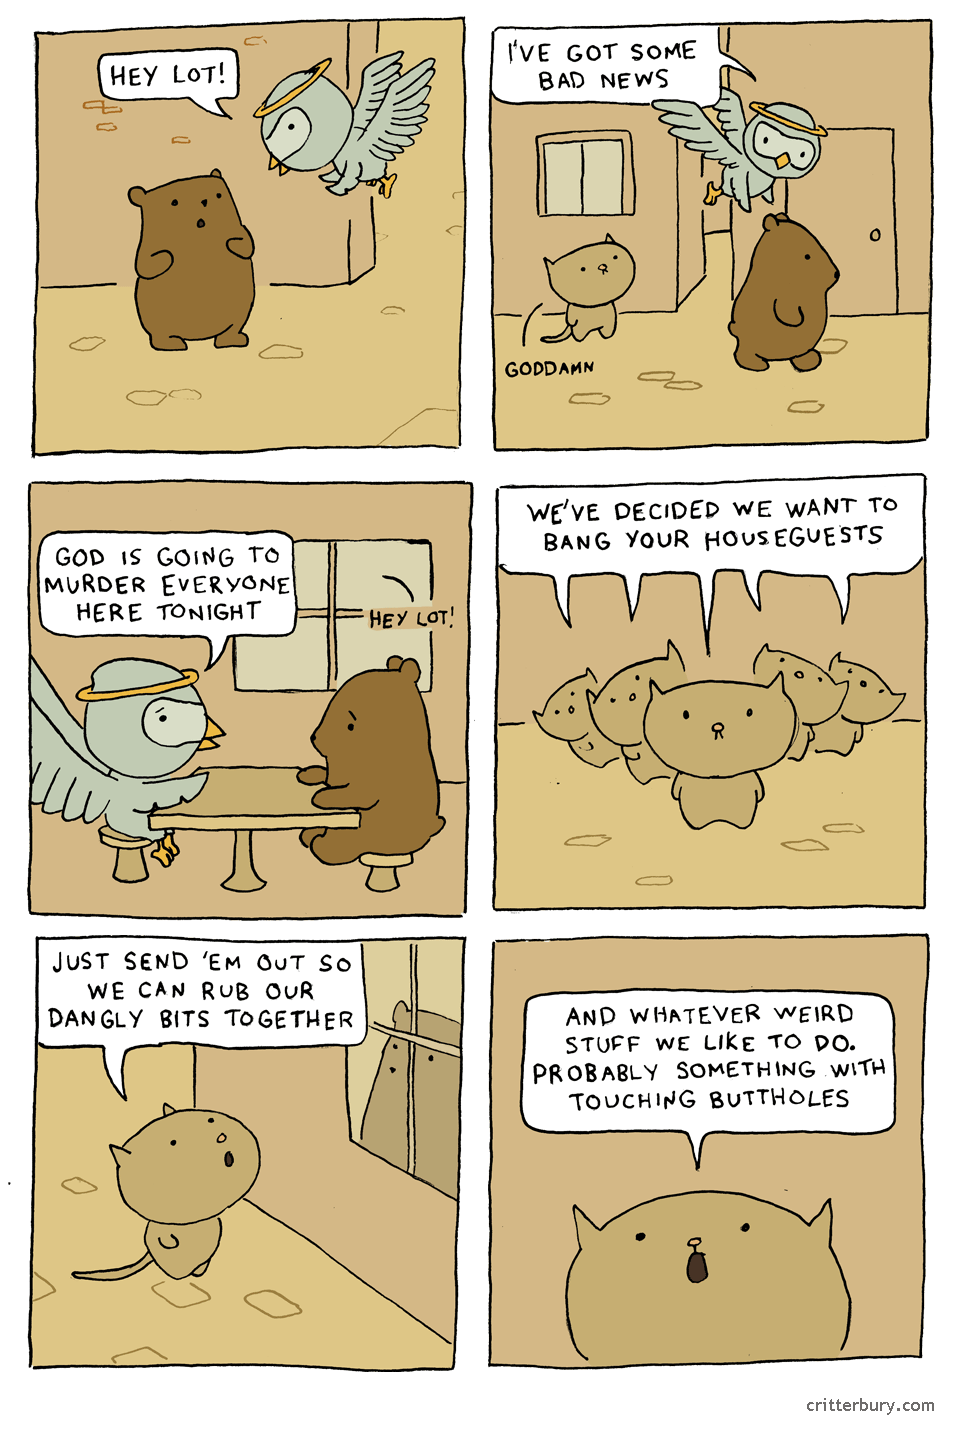 HEY LOT!
I'VE GOT SOME
BAD NEWS
GODDAMN
GOD IS GOING TO
MURDER EVERYONE
HERE TONIGHT
HEY LOT!
WE'VE DECIDED WE WANT TO
BANG YOUR HOUSEGUESTS
JUST SEND 'EM OUT SO
WE CAN RUB OUR
DANGLY BITS TOGETHER
AND WHATEVER WEIRD
STUFF WE LIKE TO DO.
PROBABLY SOMETHING WITH
TOUCHING BUTTHOLES
critterbury.com